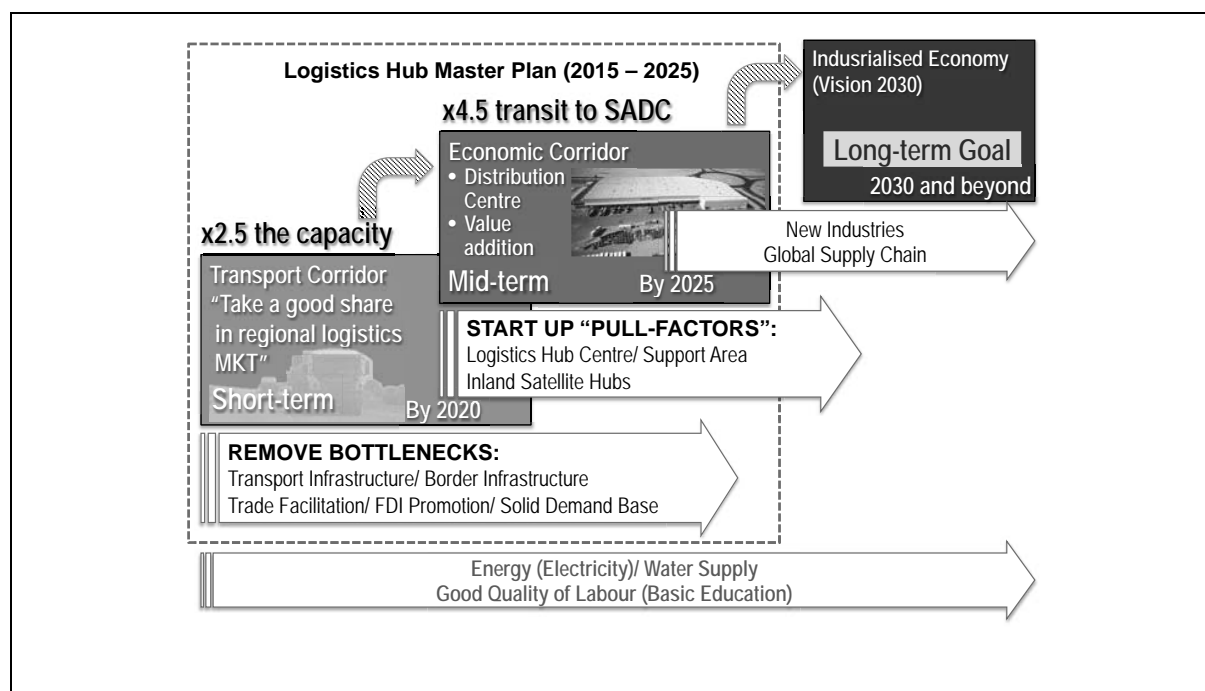 Logistics Hub Master Plan (2015 – 2025)
Indusrialised Economy
(Vision 2030)
Long-term Goal
2030 and beyond
x4.5 transit to SADC
Economic Corridor
• Distribution
Centre
• Value
addition
Mid-term
By 2025
New Industries
Global Supply Chain
x2.5 the capacity
Transport Corridor
“Take a good share
in regional logistics
MKT”
Short-term
By 2020
START UP “PULL-FACTORS”:
Logistics Hub Centre/ Support Area
Inland Satellite Hubs
REMOVE BOTTLENECKS:
Transport Infrastructure/ Border Infrastructure
Trade Facilitation/ FDI Promotion/ Solid Demand Base
Energy (Electricity)/ Water Supply
Good Quality of Labour (Basic Education)